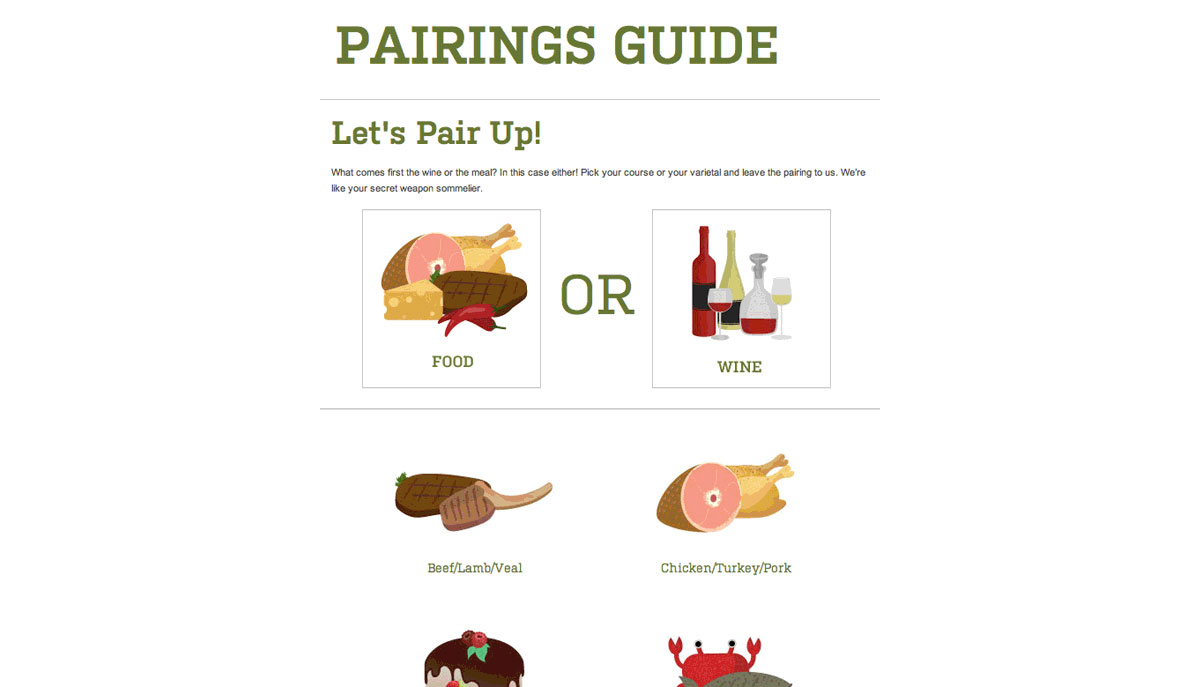 PAIRINGS GUIDE
Let's Pair Up!
What comes first the wine or the meal? In this case either! Pick your course or your varietal and leave the pairing to us. We're
like your secret weapon sommelier.
FOOD
OR
WINE
Beef/Lamb/Veal
Chicken/Turkey/Pork